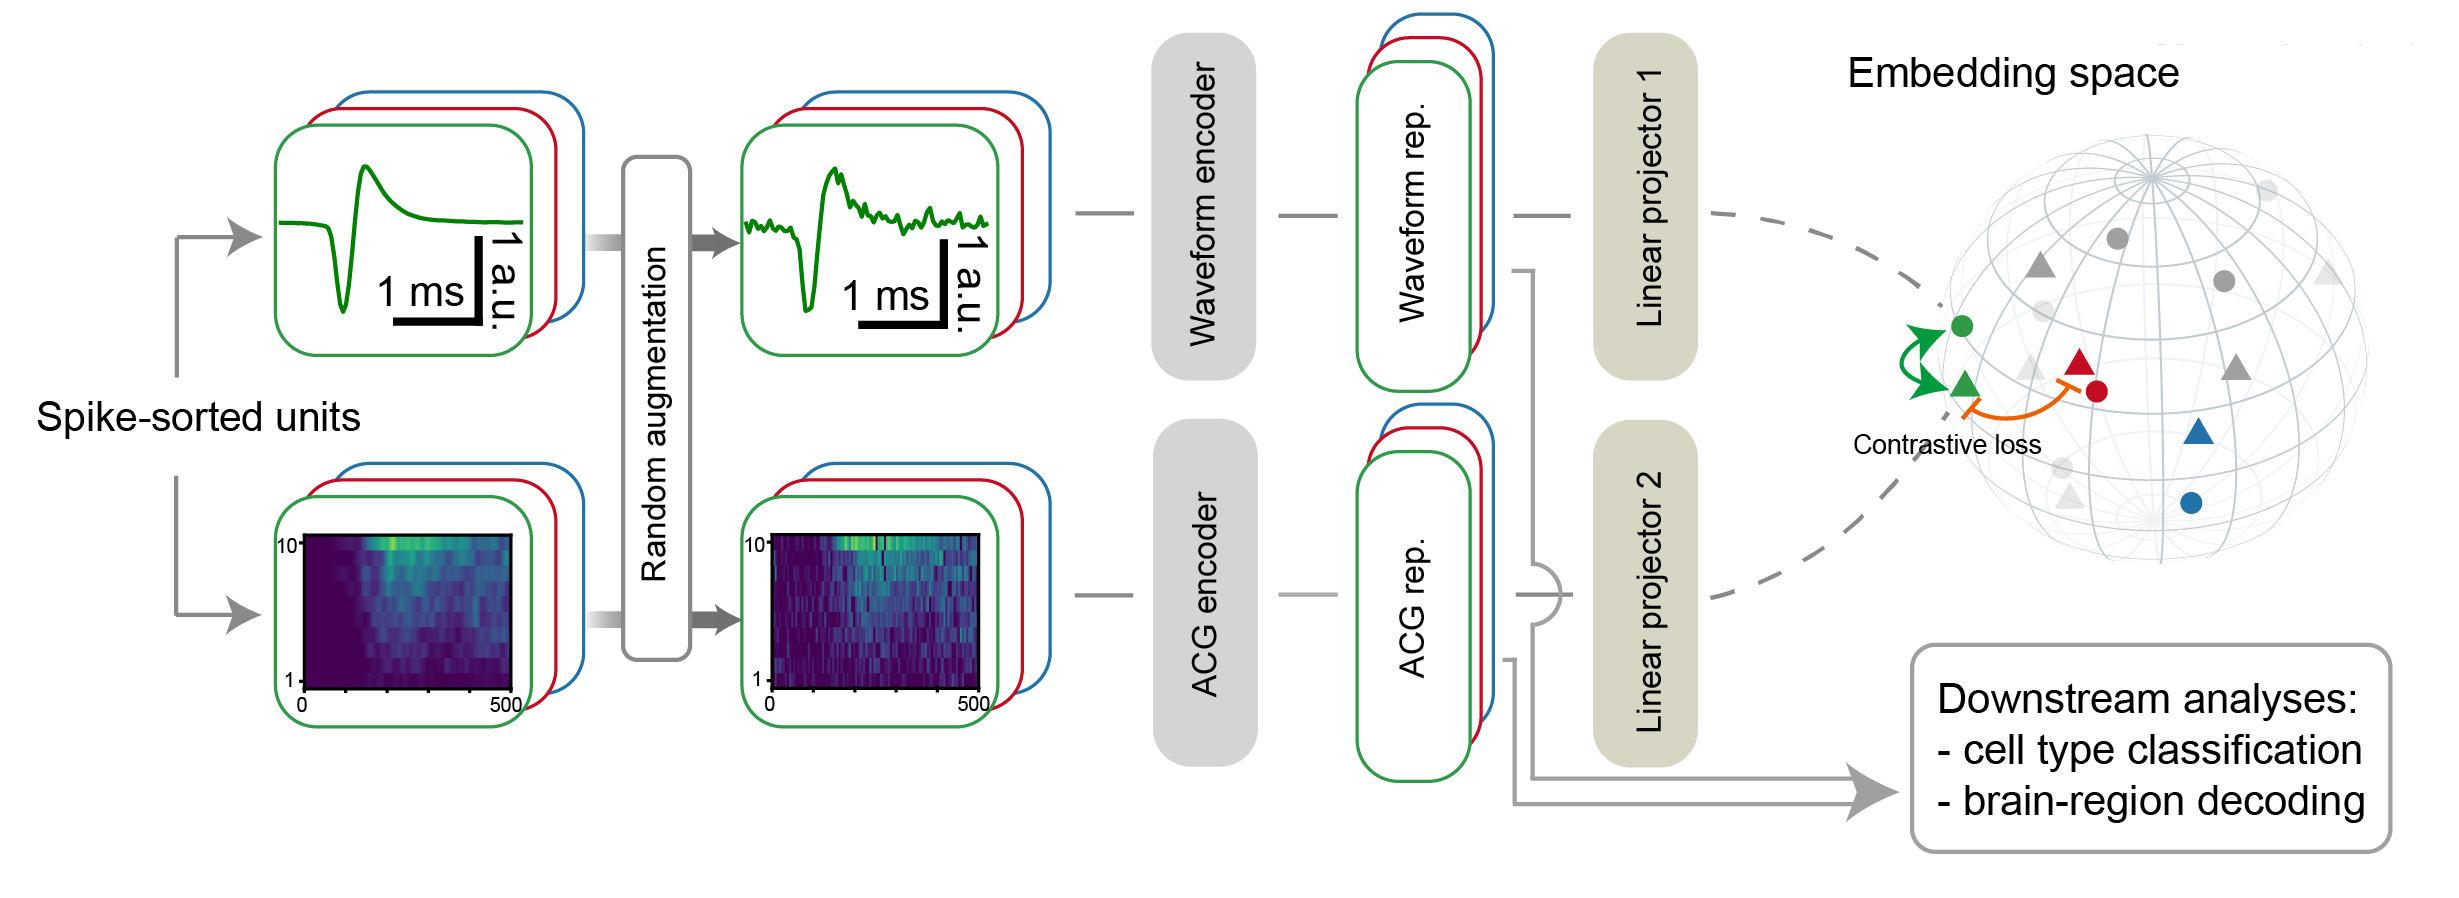 Spike-sorted units
1 ms
1 a.u.
10
1
0
500
Random augmentation
1 ms
1 a.u.
10
1
0
500
Waveform encoder
ACG encoder
Waveform rep.
ACG rep.
Linear projector 1
Linear projector 2
Embedding space
Contrastive loss
Downstream analyses:
- cell type classification
- brain-region decoding